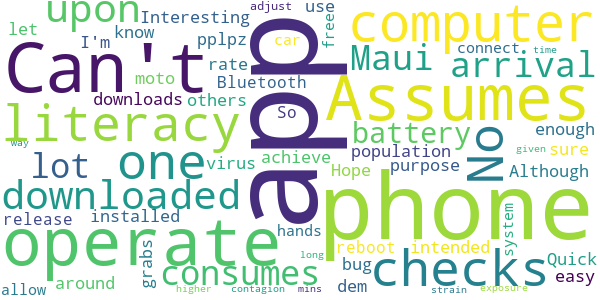 upon
Interesting
adjust
use
computer
let
I'm
know
pplpz
free
car
connect
time
Can't
moto
rate
Bluetooth
app
Maui
arrival
downloads
others
So
Assumes
literacy
battery
No
enough
way
lot
one
virus
achieve
population
Although
given
sure
Hope
purpose
downloaded
phone
release
installed
hands
system
operate
around
grabs
consumes
long
reboot
intended
bug
checks
Quick
easy
allow
higher
contagion
mins
dem
strain
exposure